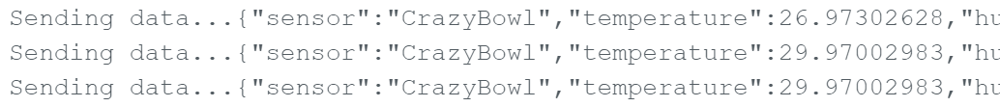 Sending data...{"sensor":"CrazyBowl","temperature":26.97302628,"hu
Sending data...{"sensor":"CrazyBowl","temperature":29.97002983,"hu
Sending data...{"sensor":"CrazyBowl","temperature":29.97002983,"hu